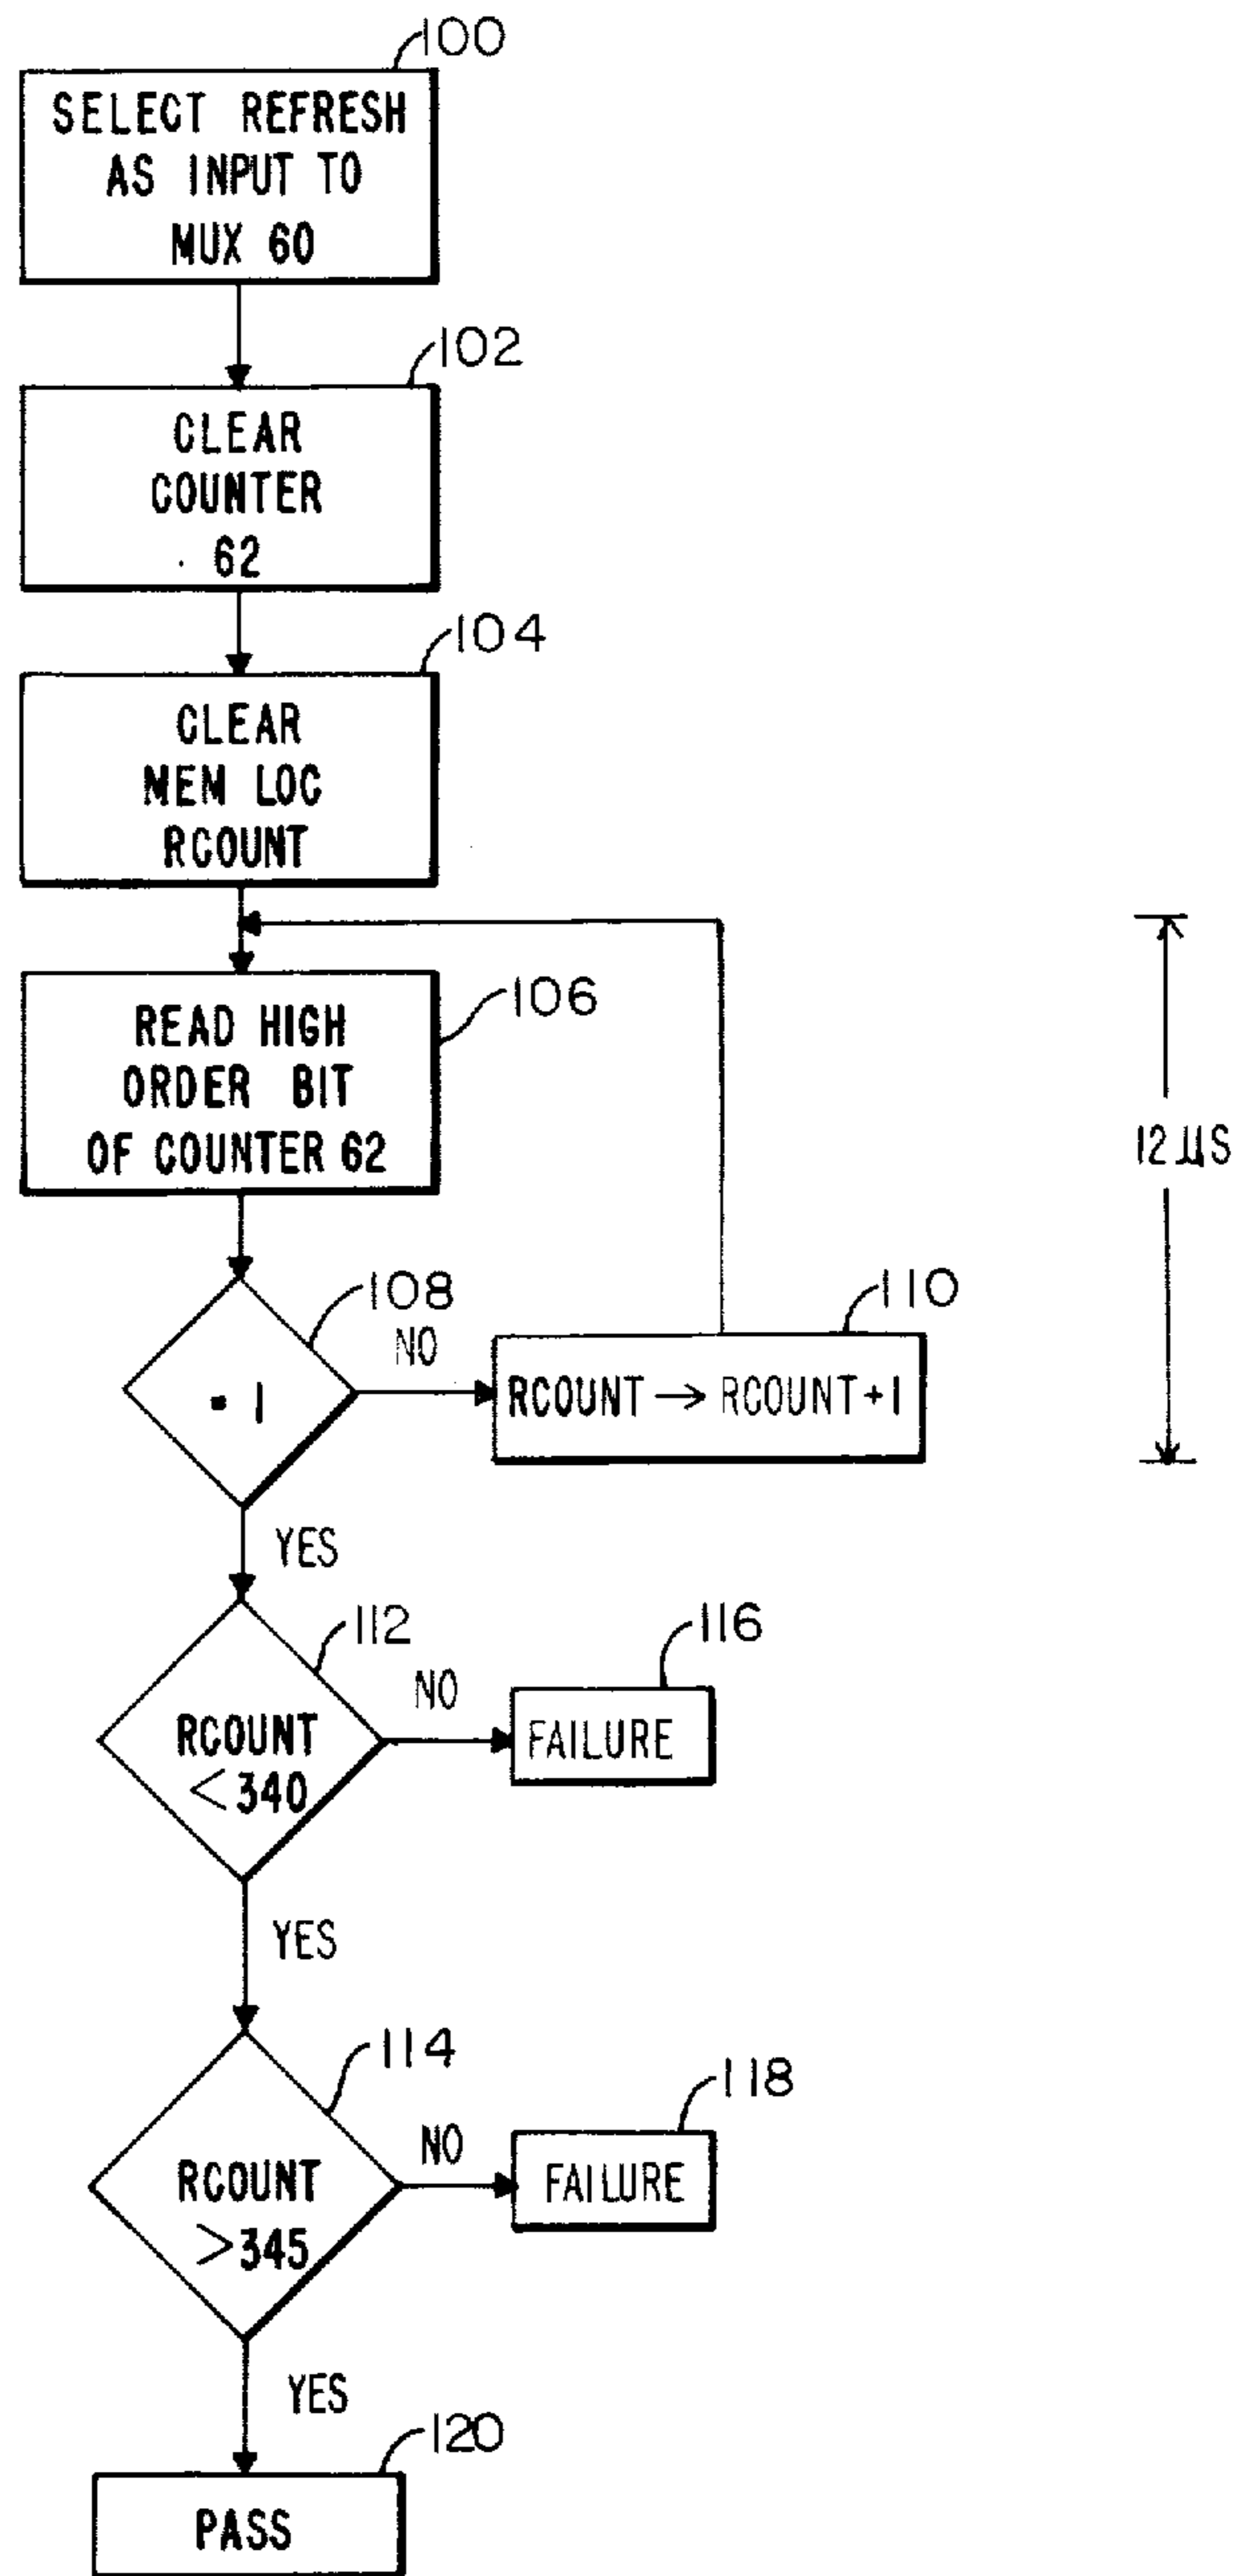 100
SELECT REFRESH
AS INPUT TO
MUX 60
102
CLEAR
COUNTER
62
104
CLEAR
MEM LOC
RCOUNT
106
READ HIGH
ORDER BIT
OF COUNTER 62
12 µS
108
= 1
NO
110
RCOUNT → RCOUNT + 1
YES
112
RCOUNT
< 340
NO
116
FAILURE
YES
114
RCOUNT
> 345
NO
118
FAILURE
YES
120
PASS